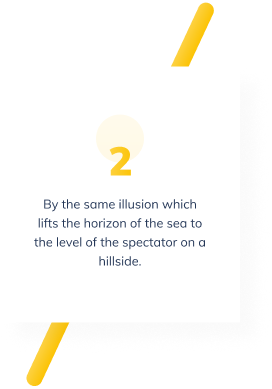 2
By the same illusion which
lifts the horizon of the sea to
the level of the spectator on a
hillside.